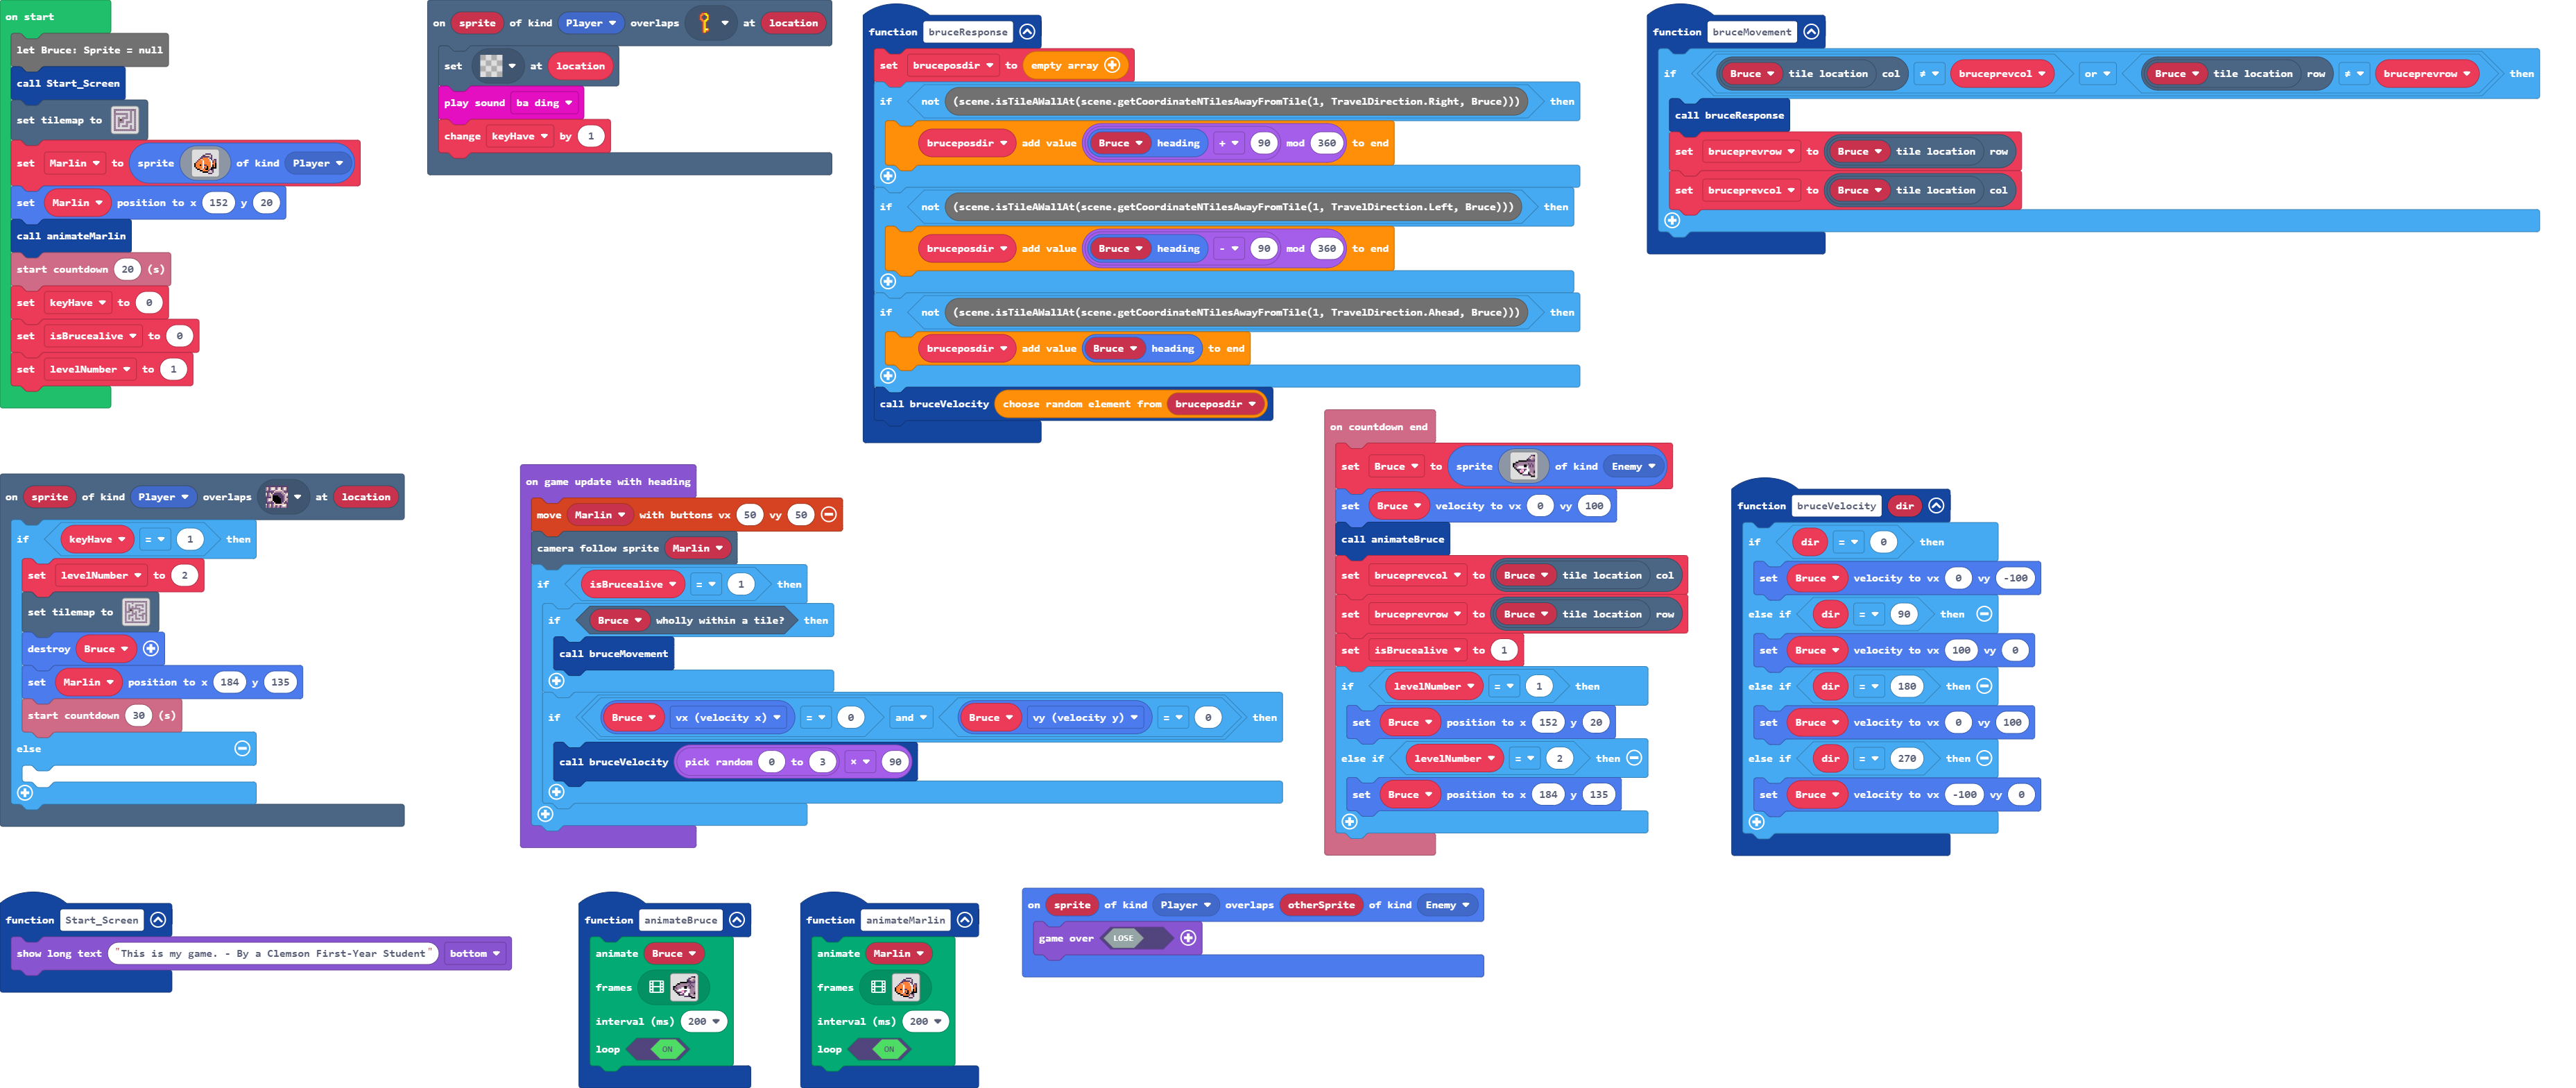 on start
let Bruce: Sprite = null
call Start_Screen
set tilemap to
set Marlin to sprite of kind Player
set Marlin position to x 152 y 20
call animateMarlin
start countdown 20 (s)
set keyHave to 0
set isBrucealive to 0
set levelNumber to 1
on sprite of kind Player overlaps at location
set at location
play sound ba ding
change keyHave by 1
function bruceResponse
set bruceposdir to empty array
if not (scene.isTileAWallAt(scene.getCoordinateNTilesAwayFromTile(1, TravelDirection.Right, Bruce))) then
bruceposdir add value Bruce heading + 90 mod 360 to end
if not (scene.isTileAWallAt(scene.getCoordinateNTilesAwayFromTile(1, TravelDirection.Left, Bruce))) then
bruceposdir add value Bruce heading - 90 mod 360 to end
if not (scene.isTileAWallAt(scene.getCoordinateNTilesAwayFromTile(1, TravelDirection.Ahead, Bruce))) then
bruceposdir add value Bruce heading to end
call bruceVelocity choose random element from bruceposdir
function bruceMovement
if Bruce tile location col ≠ bruceprevcol or Bruce tile location row ≠ bruceprevrow then
call bruceResponse
set bruceprevrow to Bruce tile location row
set bruceprevcol to Bruce tile location col
on sprite of kind Player overlaps at location
if keyHave = 1 then
set levelNumber to 2
set tilemap to
destroy Bruce
set Marlin position to x 184 y 135
start countdown 30 (s)
else
on game update with heading
move Marlin with buttons vx 50 vy 50
camera follow sprite Marlin
if isBrucealive = 1 then
if Bruce wholly within a tile? then
call bruceMovement
if Bruce vx (velocity x) = 0 and Bruce vy (velocity y) = 0 then
call bruceVelocity pick random 0 to 3 × 90
on countdown end
set Bruce to sprite of kind Enemy
set Bruce velocity to vx 0 vy 100
call animateBruce
set bruceprevcol to Bruce tile location col
set bruceprevrow to Bruce tile location row
set isBrucealive to 1
if levelNumber = 1 then
set Bruce position to x 152 y 20
else if levelNumber = 2 then
set Bruce position to x 184 y 135
function bruceVelocity dir
if dir = 0 then
set Bruce velocity to vx 0 vy -100
else if dir = 90 then
set Bruce velocity to vx 100 vy 0
else if dir = 180 then
set Bruce velocity to vx 0 vy 100
else if dir = 270 then
set Bruce velocity to vx -100 vy 0
function Start_Screen
show long text "This is my game. - By a Clemson First-Year Student" bottom
function animateBruce
animate Bruce
frames
interval (ms) 200
loop ON
function animateMarlin
animate Marlin
frames
interval (ms) 200
loop ON
on sprite of kind Player overlaps otherSprite of kind Enemy
game over LOSE